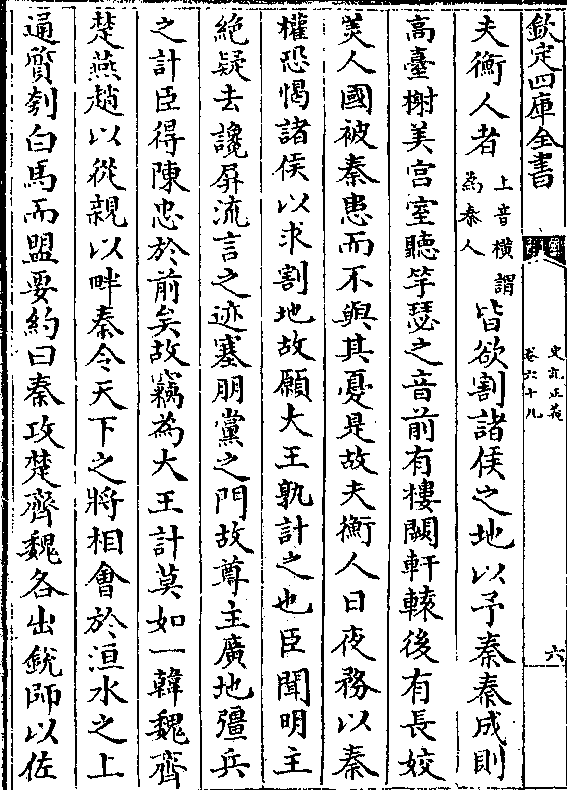 欽定四庫全書
史記正義
卷六十九
六
夫衡人者上音橫謂為秦人皆欲割諸侯之地以予秦秦成則
高臺榭美宫室聽竽瑟之音前有樓闕軒轅後有長姣
美人國被秦患而不與其憂是故夫衡人日夜務以秦
權恐愒諸侯以求割地故願大王孰計之也臣聞明主
絶疑去讒屏流言之迹塞朋黨之門故尊主廣地彊兵
之計臣得陳忠於前矣故竊為大王計莫如一韓魏齊
楚燕趙以從親以畔秦令天下之將相會於洹水之上
通質刳白馬而盟要約曰秦攻楚齊魏各出銳師以佐